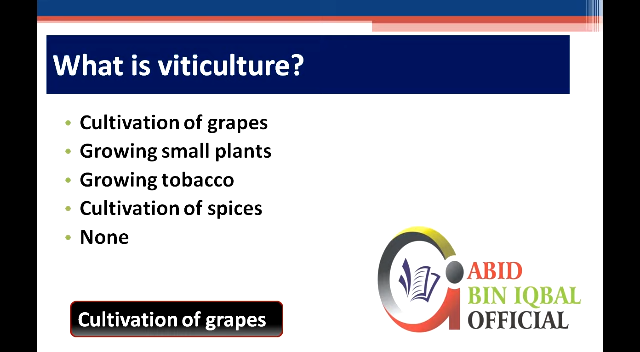 What is viticulture?
• Cultivation of grapes
• Growing small plants
• Growing tobacco
• Cultivation of spices
• None
Cultivation of grapes
ABID
BIN IQBAL
OFFICIAL